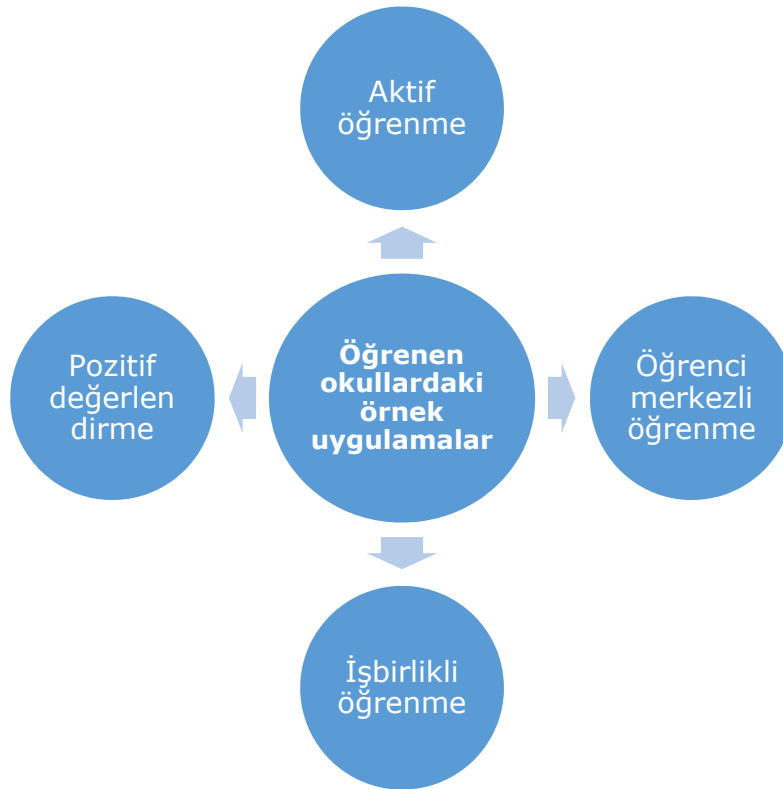 Aktif
öğrenme
Öğrenen
okullardaki
örnek
uygulamalar
Pozitif
değerlen
dirme
Öğrenci
merkezli
öğrenme
İşbirlikli
öğrenme